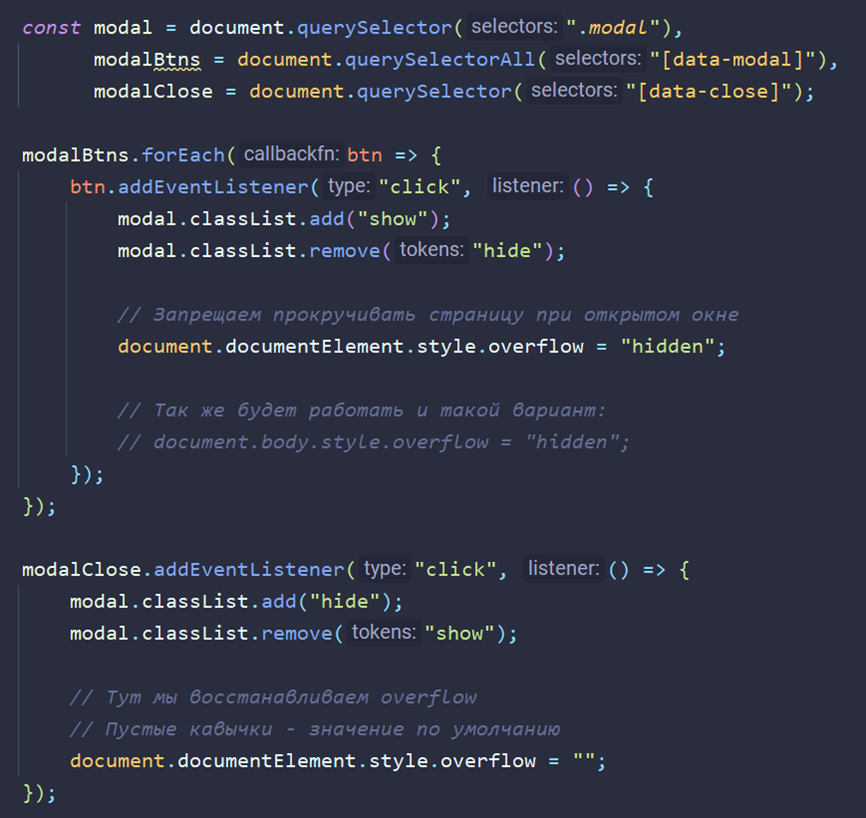 const modal = document.querySelector( selectors: ".modal"),
modalBtns = document.querySelectorAll( selectors: "[data-modal]"),
modalClose = document.querySelector( selectors: "[data-close]");
modalBtns.forEach( callbackfn: btn => {
btn.addEventListener( type: "click", listener: () => {
modal.classList.add("show");
modal.classList.remove( tokens: "hide");
// Запрещаем прокручивать страницу при открытом окне
document.documentElement.style.overflow = "hidden";
// Так же будет работать и такой вариант:
// document.body.style.overflow = "hidden";
});
});
modalClose.addEventListener( type: "click", listener: () => {
modal.classList.add("hide");
modal.classList.remove( tokens: "show");
// Тут мы восстанавливаем overflow
// Пустые кавычки - значение по умолчанию
document.documentElement.style.overflow = "";
});